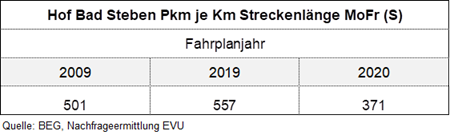 Hof Bad Steben Pkm je Km Streckenlänge MoFr (S)
Fahrplanjahr
2009 2019 2020
501 557 371
Quelle: BEG, Nachfrageermittlung EVU